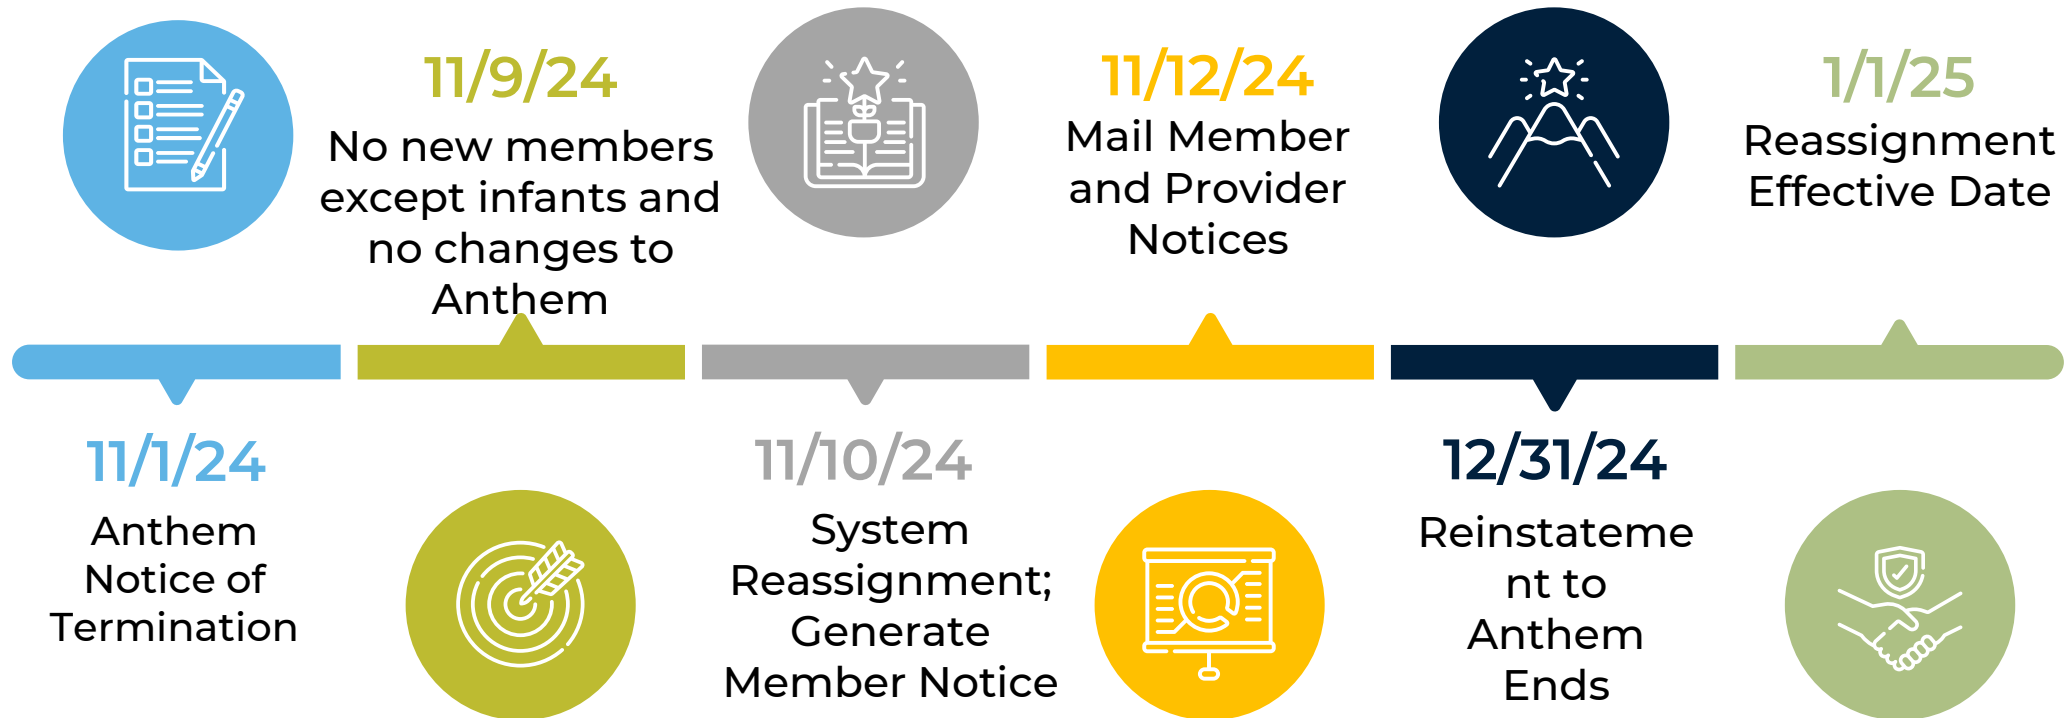 11/1/24
Anthem
Notice of
Termination
11/9/24
No new members
except infants and
no changes to
Anthem
11/10/24
System
Reassignment;
Generate
Member Notice
11/12/24
Mail Member
and Provider
Notices
12/31/24
Reinstateme
nt to
Anthem
Ends
1/1/25
Reassignment
Effective Date